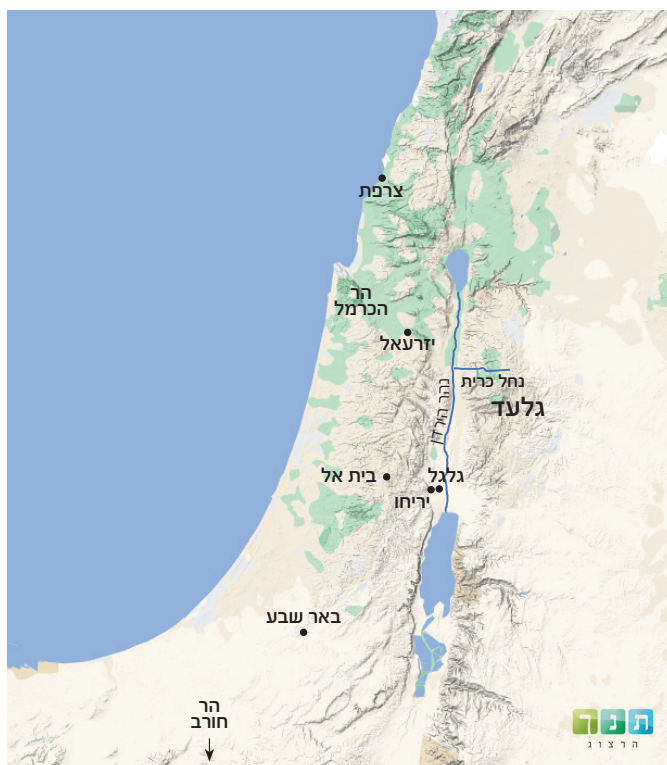 צרפת
הר
הכרמל
יזרעאל
נחל כרית
גלעד
נהר הירדן
בית אל
גלגל
יריחו
באר שבע
הר
חורב
תנך
הרצוג